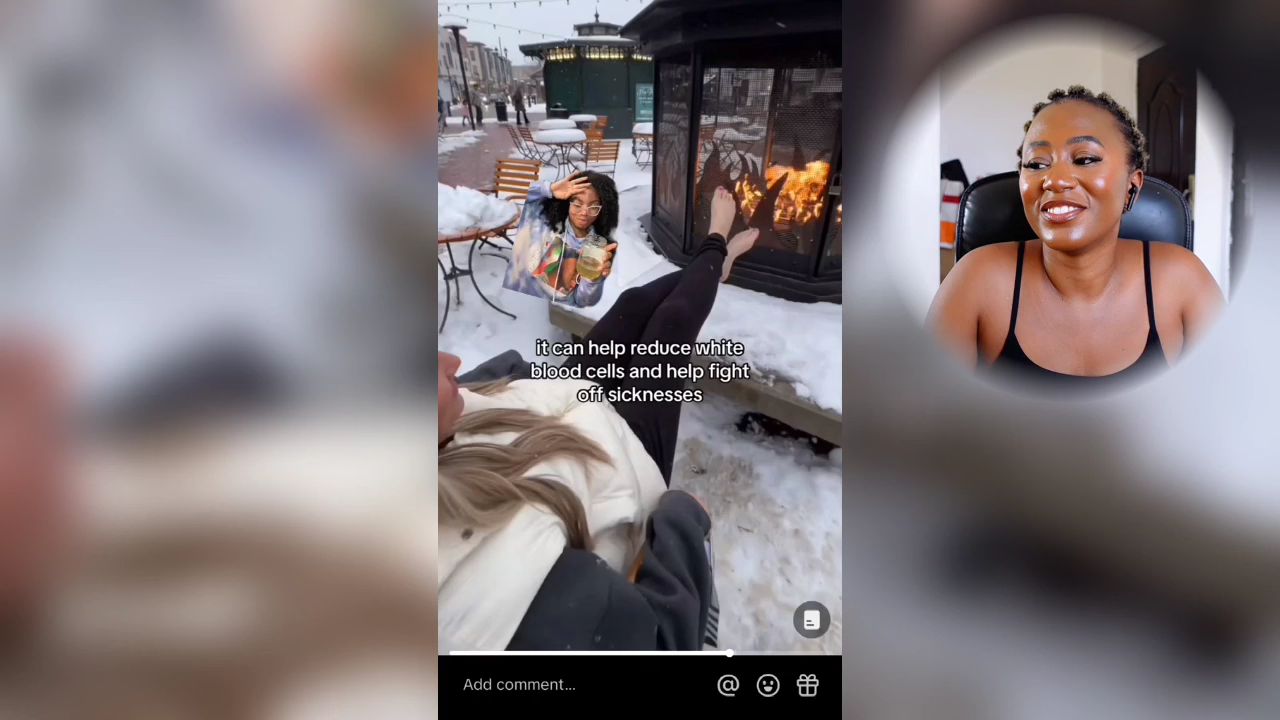 it can help reduce white
blood cells and help fight
off sicknesses
Add comment...